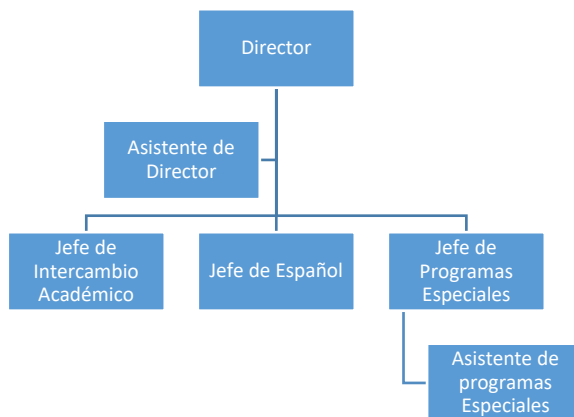 Director
Asistente de
Director
Jefe de
Intercambio
Académico
Jefe de Español
Jefe de
Programas
Especiales
Asistente de
programas
Especiales